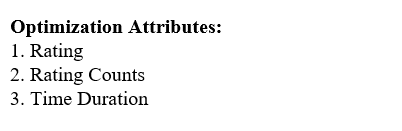 Optimization Attributes:
1. Rating
2. Rating Counts
3. Time Duration